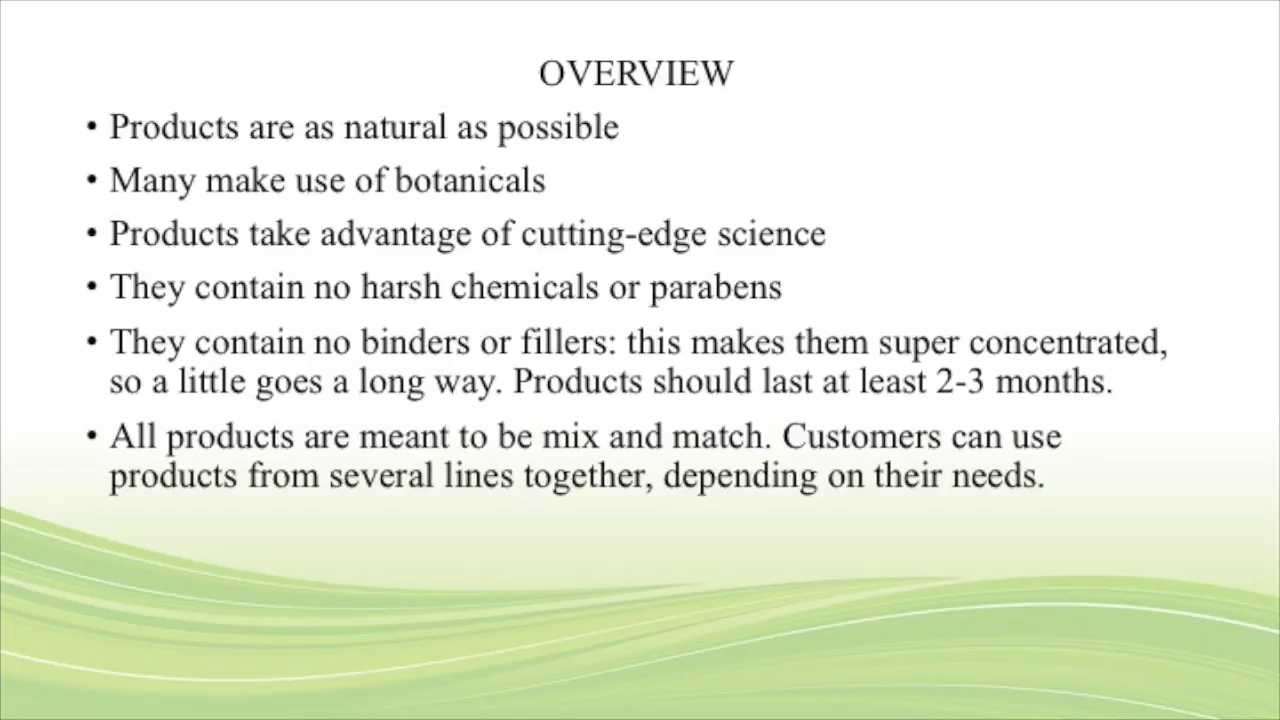 OVERVIEW
• Products are as natural as possible
• Many make use of botanicals
• Products take advantage of cutting-edge science
• They contain no harsh chemicals or parabens
• They contain no binders or fillers: this makes them super concentrated,
so a little goes a long way. Products should last at least 2-3 months.
• All products are meant to be mix and match. Customers can use
products from several lines together, depending on their needs.